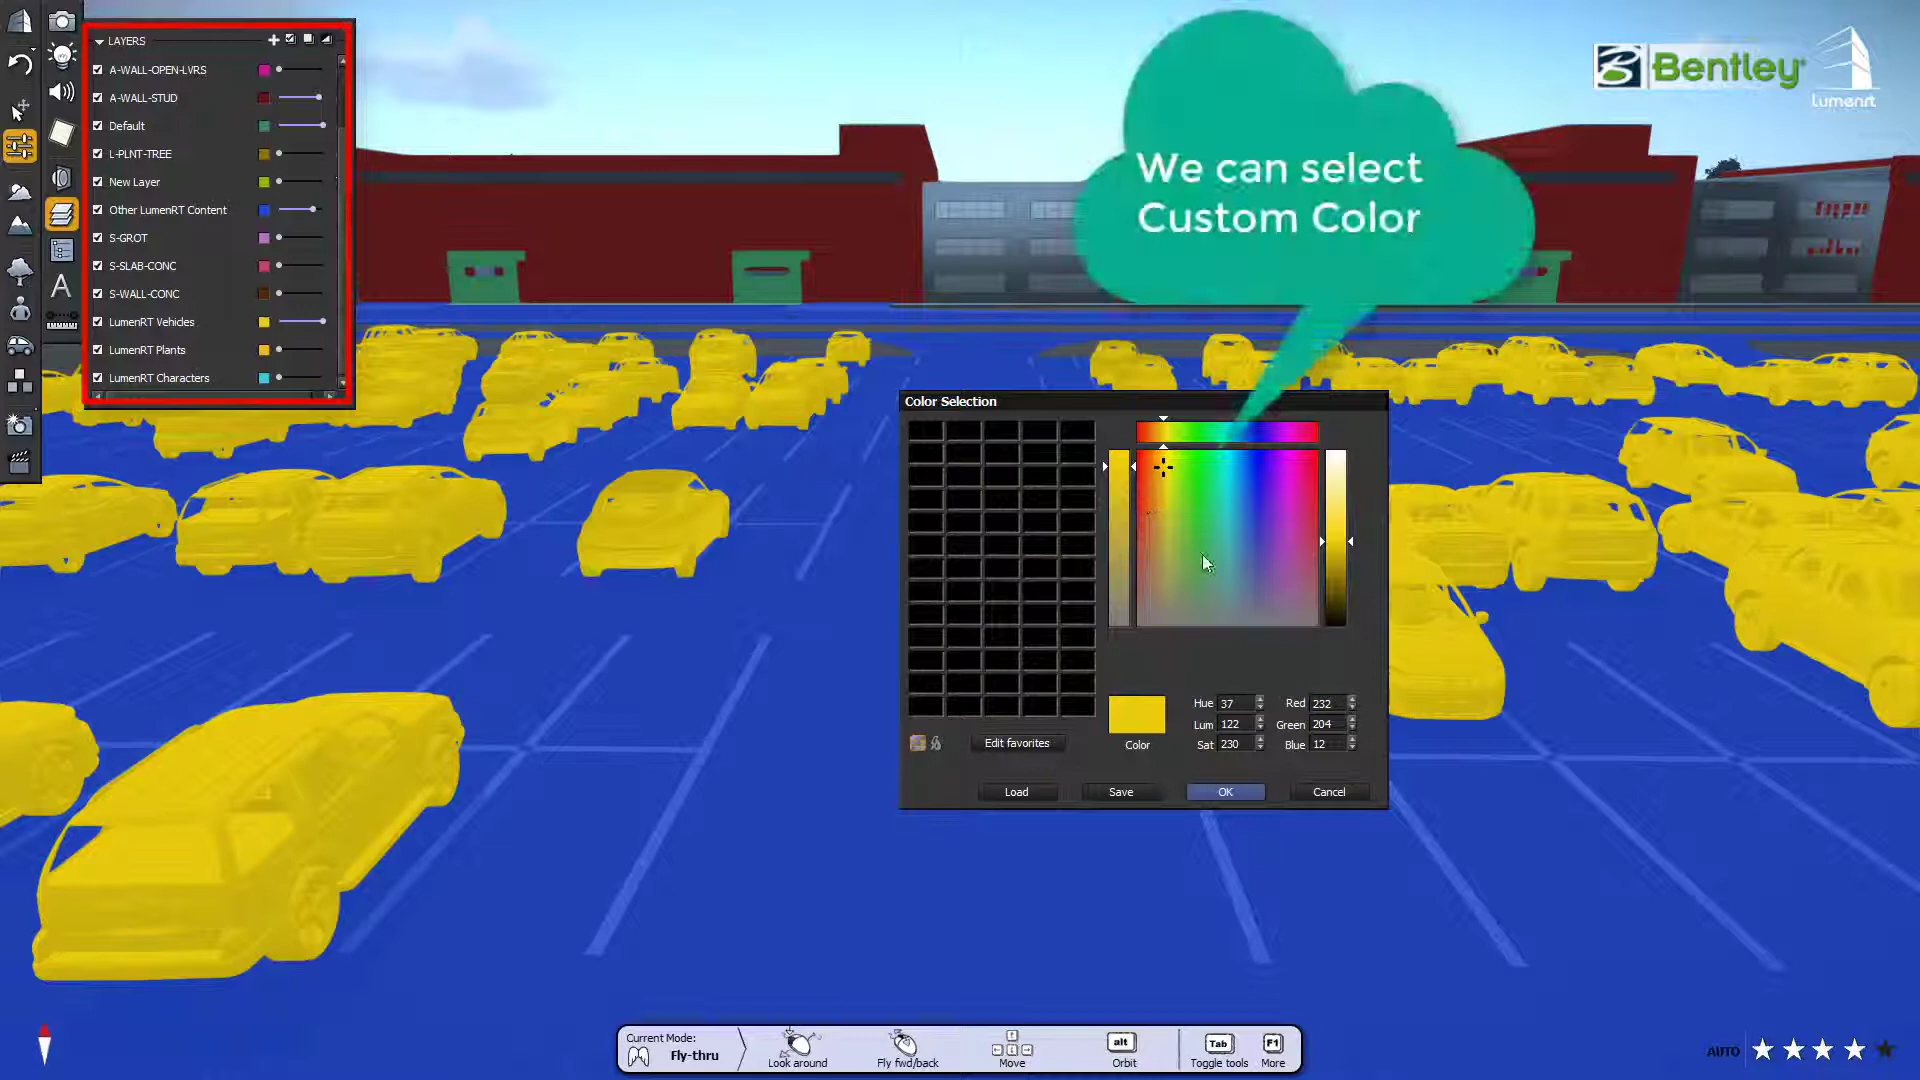 LAYERS
A-WALL-OPEN-LVRS
A-WALL-STUD
Default
L-PLNT-TREE
New Layer
Other LumenRT Content
S-GROT
S-SLAB-CONC
S-WALL-CONC
LumenRT Vehicles
LumenRT Plants
LumenRT Characters
A
We can select
Custom Color
Bentley
Lumenrt
Color Selection
Hue 37 Red 232
Lum 122 Green 204
Sat 230 Blue 12
Color
Edit favorites
Load Save OK Cancel
Current Mode:
Fly-thru
Look around
Fly fwd/back
Move
alt
Orbit
Tab
Toggle tools
F1
More
AUTO